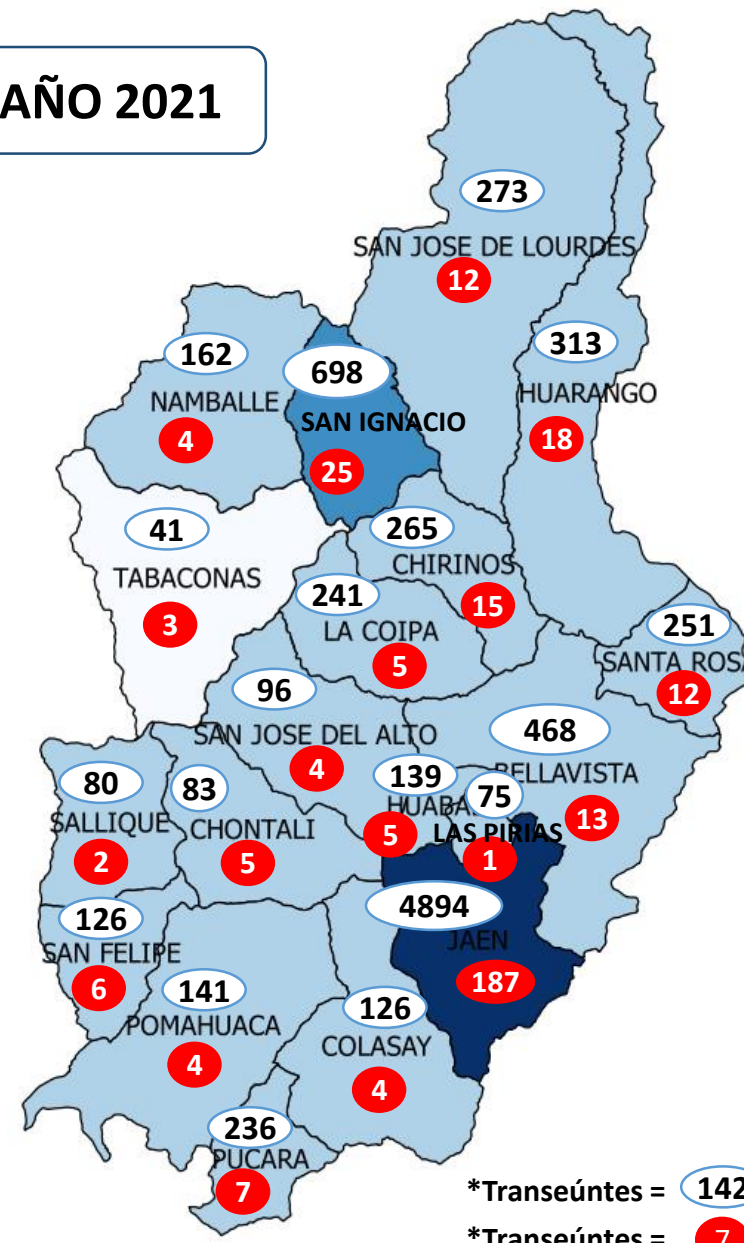 AÑO 2021
273
SAN JOSE DE LOURDES
12
162
NAMBALLE
4
698
SAN IGNACIO
25
313
HUARANGO
18
41
TABACONAS
3
265
CHIRINOS
15
241
LA COIPA
5
251
SANTA ROSA
12
96
SAN JOSE DEL ALTO
4
468
BELLAVISTA
13
139
HUABA
5
75
LAS PIRIAS
1
80
SALLIQUE
2
83
CHONTALI
5
4894
JAEN
187
126
SAN FELIPE
6
141
POMAHUACA
4
126
COLASAY
4
236
PUCARA
7
*Transeúntes = 142
*Transeúntes = 7